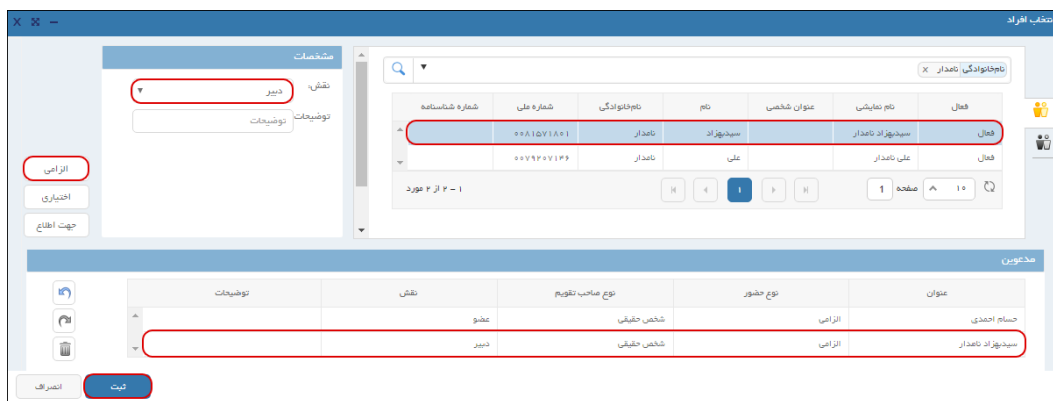 انتخاب افراد
نام‌خانوادگی نامدار x
فعال نام نمایشی عنوان شخصی نام نام‌خانوادگی شماره ملی شماره شناسنامه
فعال سیدبهزاد نامدار سیدبهزاد نامدار ۰۰۸۱۵۷۱۸۰۱
فعال علی نامدار علی نامدار ۰۰۷۹۲۰۷۱۴۶
۱۰ صفحه 1 ۱ ۱ - ۲ از ۲ مورد
مشخصات
نقش: دبیر
توضیحات توضیحات
الزامی
اختیاری
جهت اطلاع
مدعوین
عنوان نوع حضور نوع صاحب تقویم نقش توضیحات
حسام احمدی الزامی شخص حقیقی عضو
سیدبهزاد نامدار الزامی شخص حقیقی دبیر
ثبت انصراف